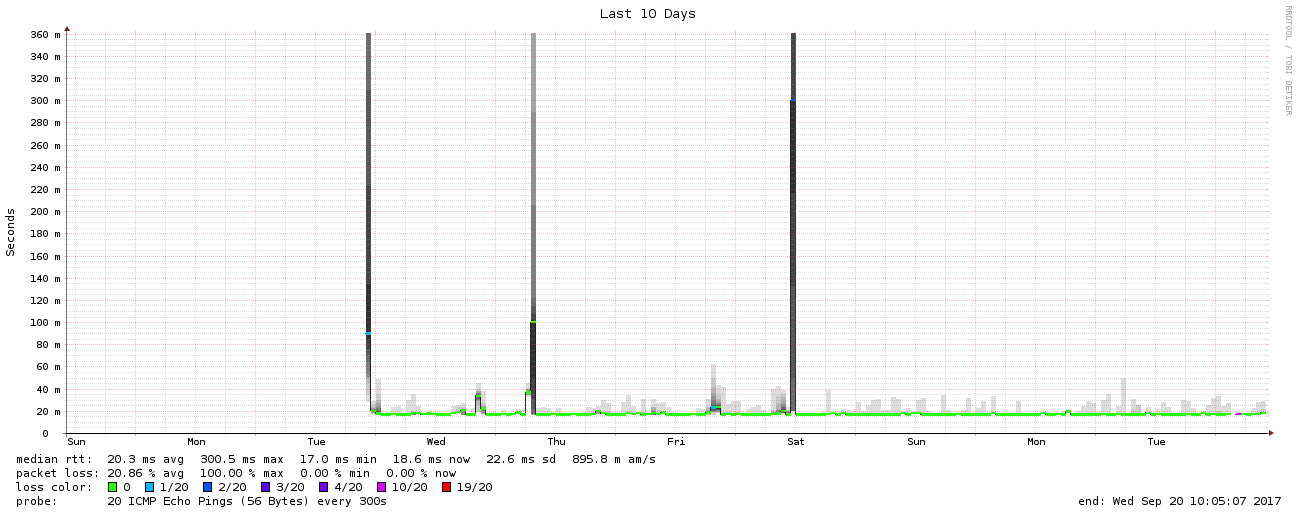 Last 10 Days
RRDTOOL / TOBI OETIKER
Seconds
360 m
340 m
320 m
300 m
280 m
260 m
240 m
220 m
200 m
180 m
160 m
140 m
120 m
100 m
80 m
60 m
40 m
20 m
0
Sun Mon Tue Wed Thu Fri Sat Sun Mon Tue
median rtt: 20.3 ms avg 300.5 ms max 17.0 ms min 18.6 ms now 22.6 ms sd 895.8 m am/s
packet loss: 20.86 % avg 100.00 % max 0.00 % min 0.00 % now
loss color: 0 1/20 2/20 3/20 4/20 10/20 19/20
probe: 20 ICMP Echo Pings (56 Bytes) every 300s end: Wed Sep 20 10:05:07 2017